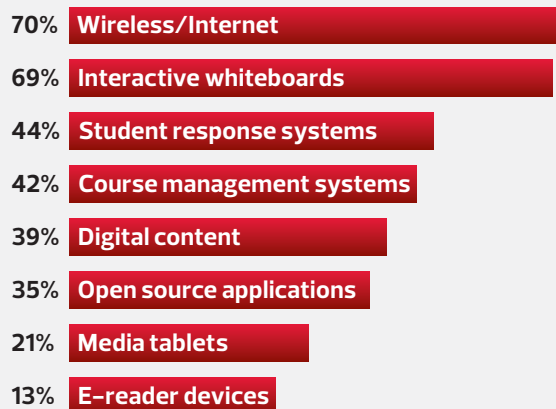 70% Wireless/Internet
69% Interactive whiteboards
44% Student response systems
42% Course management systems
39% Digital content
35% Open source applications
21% Media tablets
13% E-reader devices